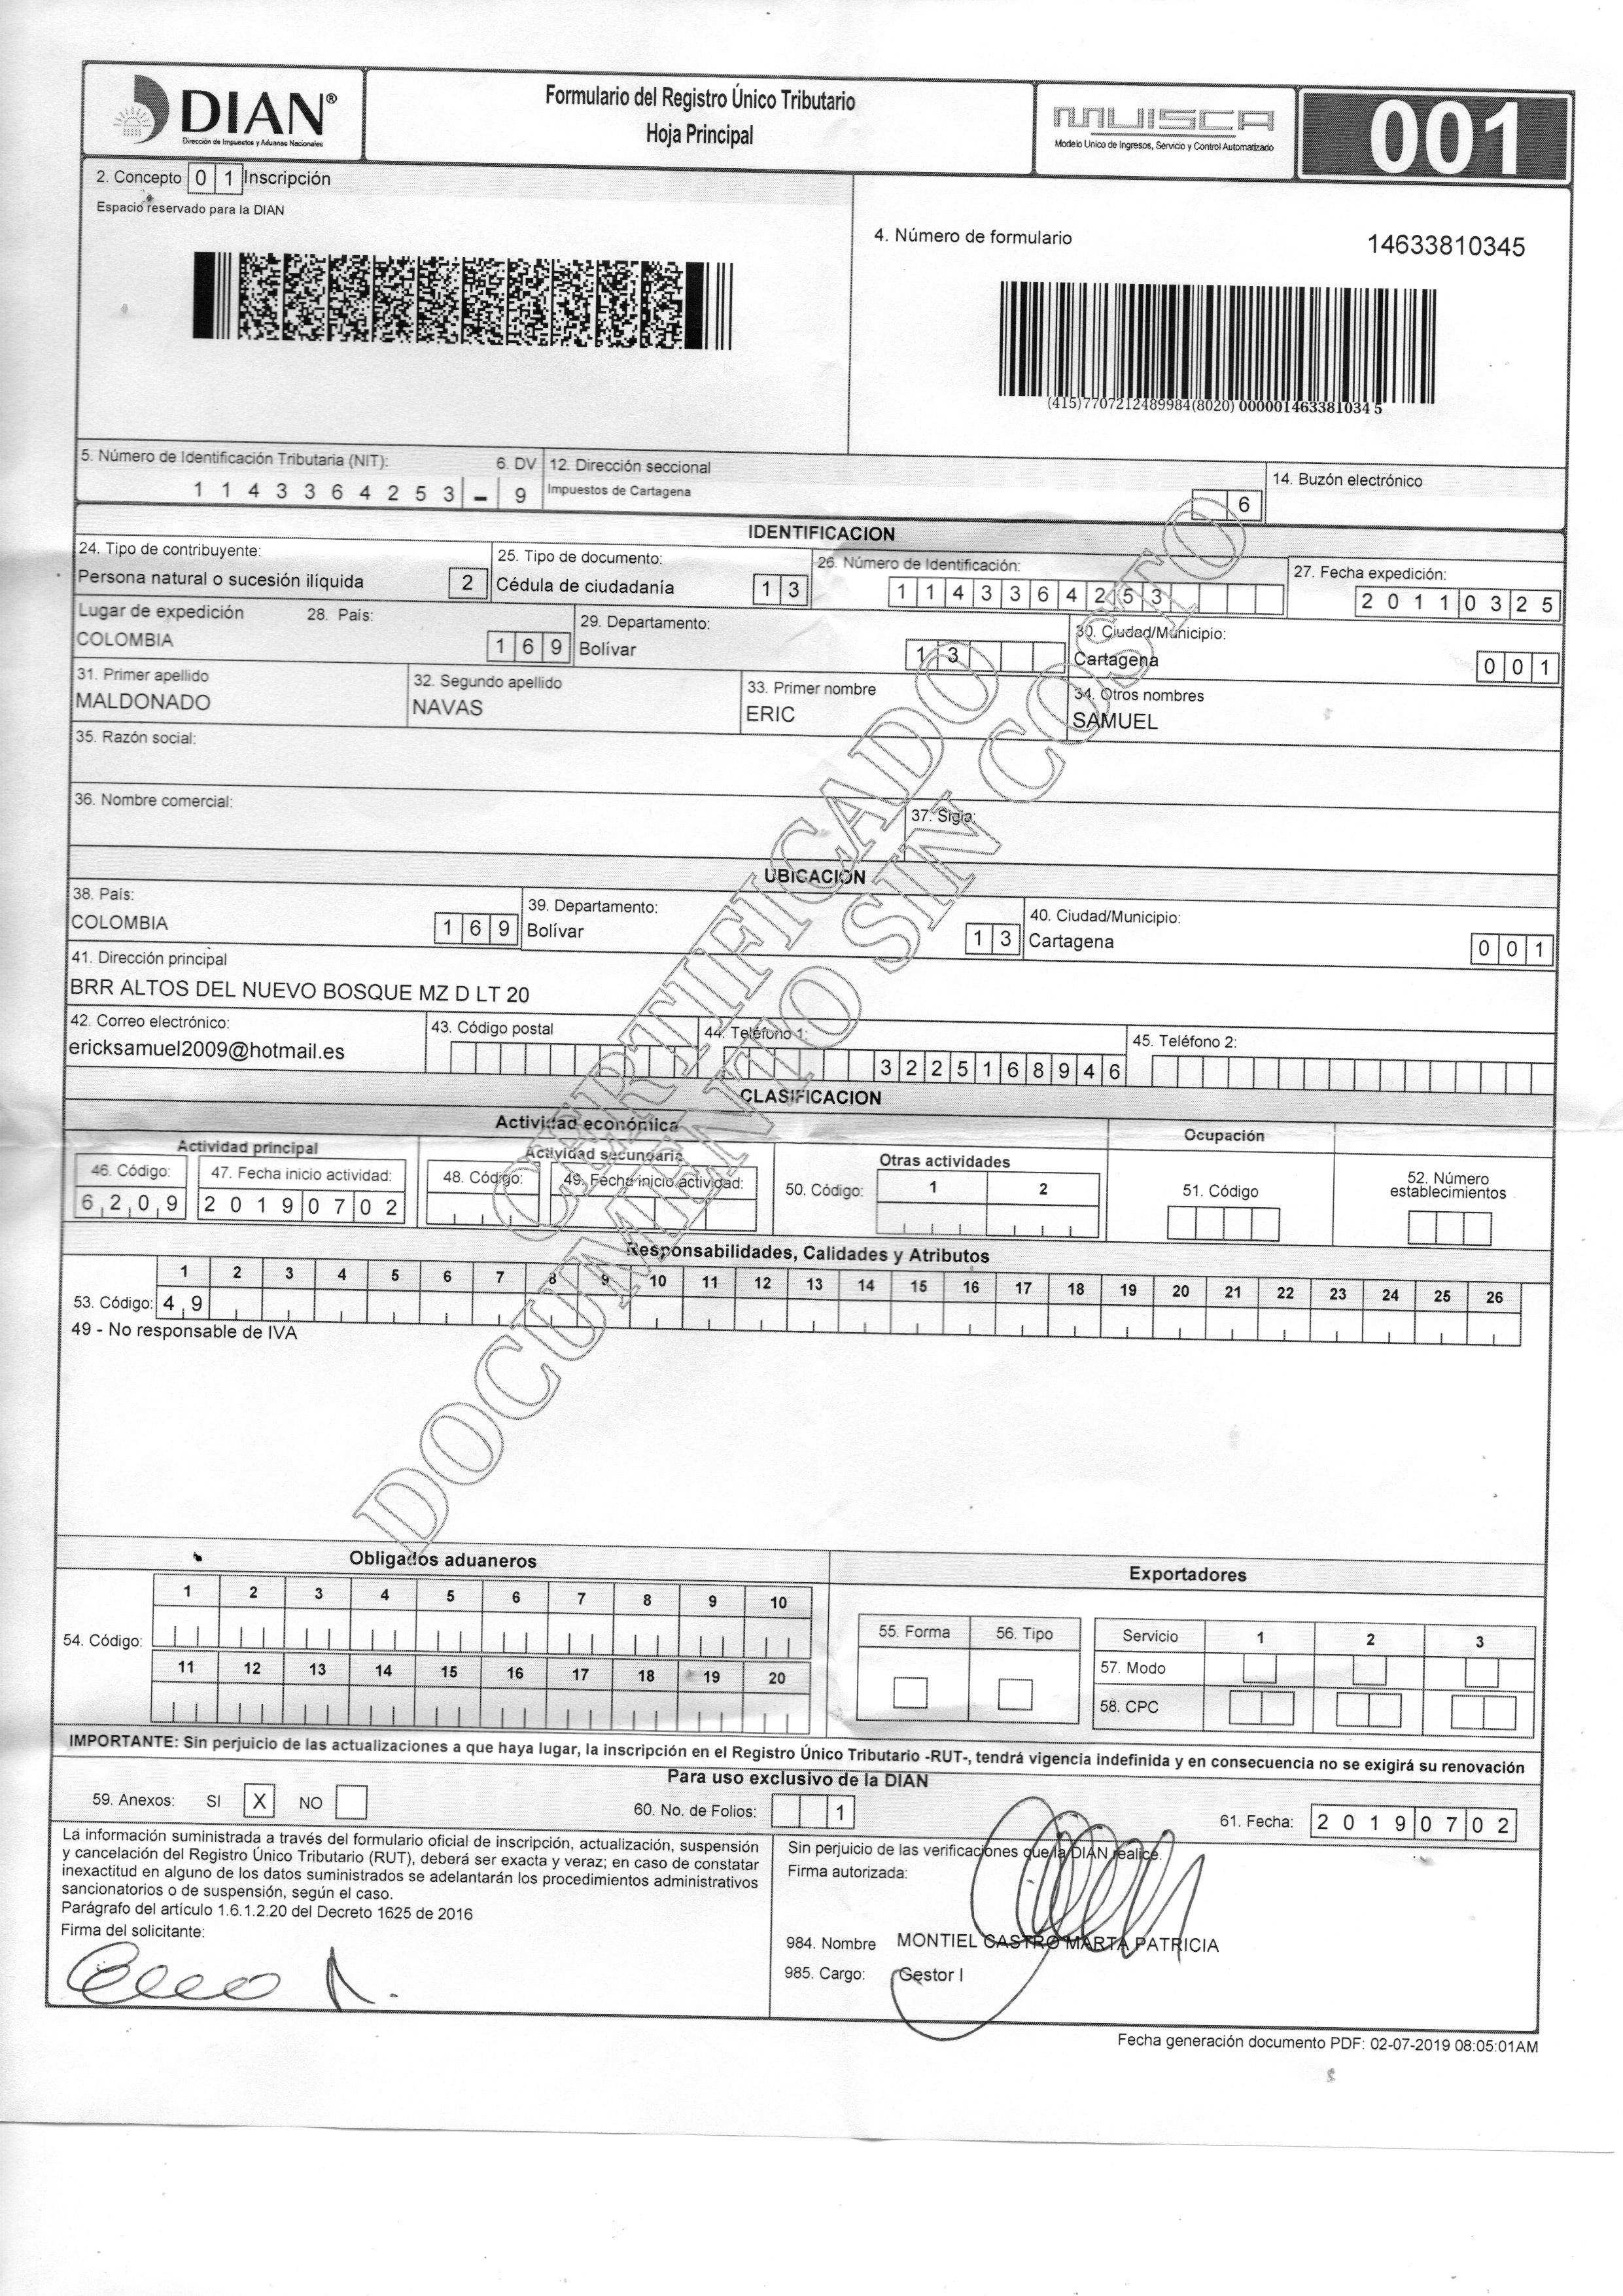 DIAN®
Dirección de Impuestos y Aduanas Nacionales
Formulario del Registro Único Tributario
Hoja Principal
MUISCA
Modelo Unico de Ingresos, Servicio y Control Automatizado
001
2. Concepto 0 1 Inscripción
Espacio reservado para la DIAN
4. Número de formulario 14633810345
(415)7707212489984(8020) 000001463381034 5
5. Número de Identificación Tributaria (NIT): 6. DV 12. Dirección seccional 14. Buzón electrónico
1 1 4 3 3 6 4 2 5 3 - 9 Impuestos de Cartagena 6
IDENTIFICACION
24. Tipo de contribuyente: 25. Tipo de documento: 26. Número de Identificación: 27. Fecha expedición:
Persona natural o sucesión ilíquida 2 Cédula de ciudadanía 1 3 1 1 4 3 3 6 4 2 5 3 2 0 1 1 0 3 2 5
Lugar de expedición 28. País: 29. Departamento: 30. Ciudad/Municipio:
COLOMBIA 1 6 9 Bolívar 1 3 Cartagena 0 0 1
31. Primer apellido 32. Segundo apellido 33. Primer nombre 34. Otros nombres
MALDONADO NAVAS ERIC SAMUEL
35. Razón social:
36. Nombre comercial: 37. Sigla:
UBICACION
38. País: 39. Departamento: 40. Ciudad/Municipio:
COLOMBIA 1 6 9 Bolívar 1 3 Cartagena 0 0 1
41. Dirección principal
BRR ALTOS DEL NUEVO BOSQUE MZ D LT 20
42. Correo electrónico: 43. Código postal 44. Teléfono 1: 45. Teléfono 2:
ericksamuel2009@hotmail.es 3 2 2 5 1 6 8 9 4 6
CLASIFICACION
Actividad económica Ocupación
Actividad principal Actividad secundaria Otras actividades 52. Número establecimientos
46. Código: 47. Fecha inicio actividad: 48. Código: 49. Fecha inicio actividad: 50. Código: 1 2 51. Código
6 2 0 9 2 0 1 9 0 7 0 2
Responsabilidades, Calidades y Atributos
1 2 3 4 5 6 7 8 9 10 11 12 13 14 15 16 17 18 19 20 21 22 23 24 25 26
53. Código: 4 9
49 - No responsable de IVA
CERTIFICADO
DOCUMENTO SIN COSTO
Obligados aduaneros Exportadores
1 2 3 4 5 6 7 8 9 10
54. Código:
11 12 13 14 15 16 17 18 19 20
55. Forma 56. Tipo Servicio 1 2 3
57. Modo
58. CPC
IMPORTANTE: Sin perjuicio de las actualizaciones a que haya lugar, la inscripción en el Registro Único Tributario -RUT-, tendrá vigencia indefinida y en consecuencia no se exigirá su renovación
Para uso exclusivo de la DIAN
59. Anexos: SI X NO 60. No. de Folios: 1 61. Fecha: 2 0 1 9 0 7 0 2
La información suministrada a través del formulario oficial de inscripción, actualización, suspensión
y cancelación del Registro Único Tributario (RUT), deberá ser exacta y veraz; en caso de constatar
inexactitud en alguno de los datos suministrados se adelantarán los procedimientos administrativos
sancionatorios o de suspensión, según el caso.
Parágrafo del artículo 1.6.1.2.20 del Decreto 1625 de 2016
Firma del solicitante:
Sin perjuicio de las verificaciones que la DIAN realice.
Firma autorizada:
984. Nombre MONTIEL CASTRO MARTA PATRICIA
985. Cargo: Gestor I
Fecha generación documento PDF: 02-07-2019 08:05:01AM